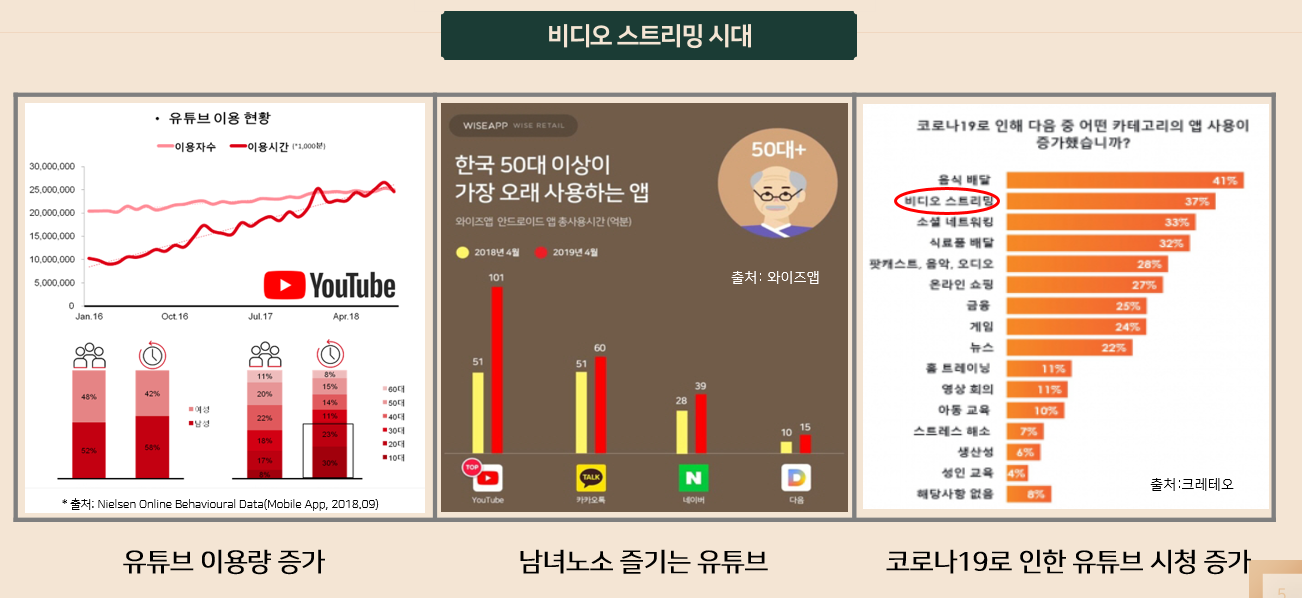 비디오 스트리밍 시대
• 유튜브 이용 현황
이용자수 이용시간 (*1,000분)
30,000,000
25,000,000
20,000,000
15,000,000
10,000,000
5,000,000
0
Jan.16 Oct.16 Jul.17 Apr.18
YouTube
48% 42%
52% 58%
여성
남성
11% 8%
20% 15%
22% 14%
18% 11%
17% 23%
30%
60대
50대
40대
30대
20대
10대
* 출처: Nielsen Online Behavioural Data(Mobile App, 2018.09)
WISEAPP WISE RETAIL
50대+
한국 50대 이상이
가장 오래 사용하는 앱
와이즈앱 안드로이드 앱 총사용시간 (억분)
2018년 4월 2019년 4월
출처: 와이즈앱
51 101
51 60
28 39
10 15
TOP
TALK
N
D
YouTube 카카오톡 네이버 다음
코로나19로 인해 다음 중 어떤 카테고리의 앱 사용이
증가했습니까?
음식 배달 41%
비디오 스트리밍 37%
소셜 네트워킹 33%
식료품 배달 32%
팟캐스트, 음악, 오디오 28%
온라인 쇼핑 27%
금융 25%
게임 24%
뉴스 22%
홈 트레이닝 11%
영상 회의 11%
아동 교육 10%
스트레스 해소 7%
생산성 6%
성인 교육 4%
해당사항 없음 8%
출처:크레테오
유튜브 이용량 증가
남녀노소 즐기는 유튜브
코로나19로 인한 유튜브 시청 증가
5